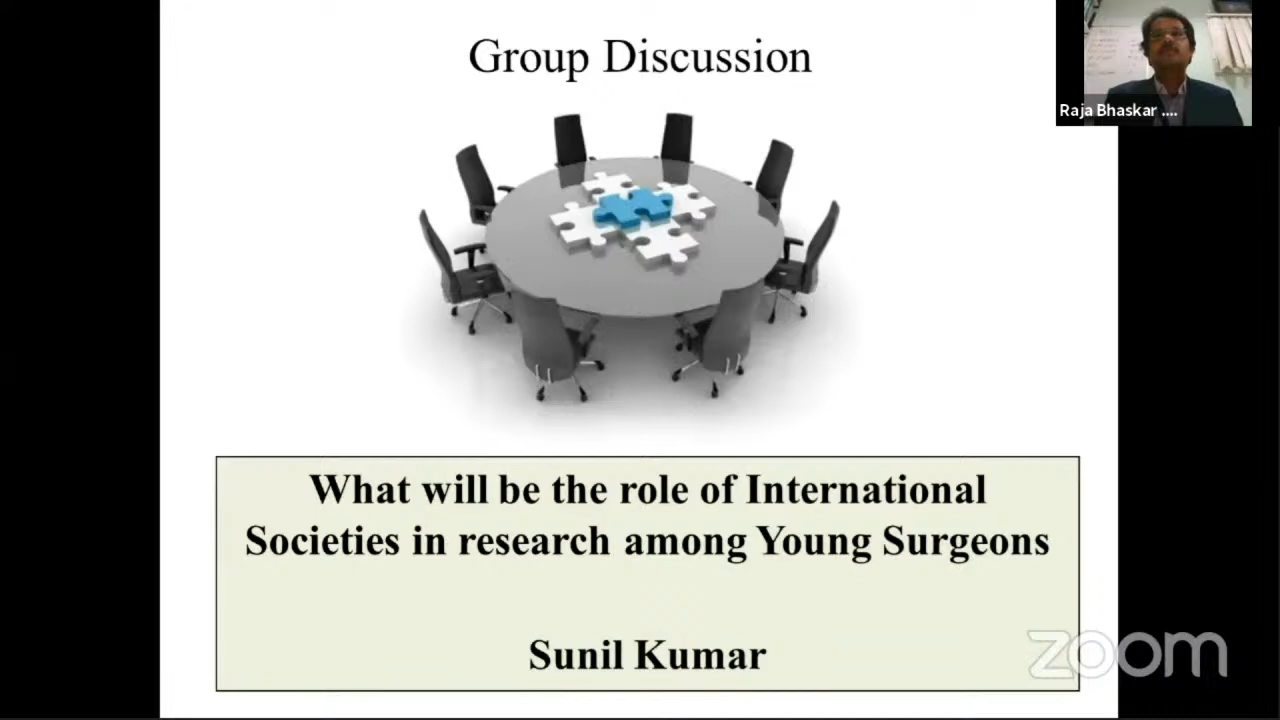 Group Discussion
Raja Bhaskar ....
What will be the role of International
Societies in research among Young Surgeons
Sunil Kumar
zoom